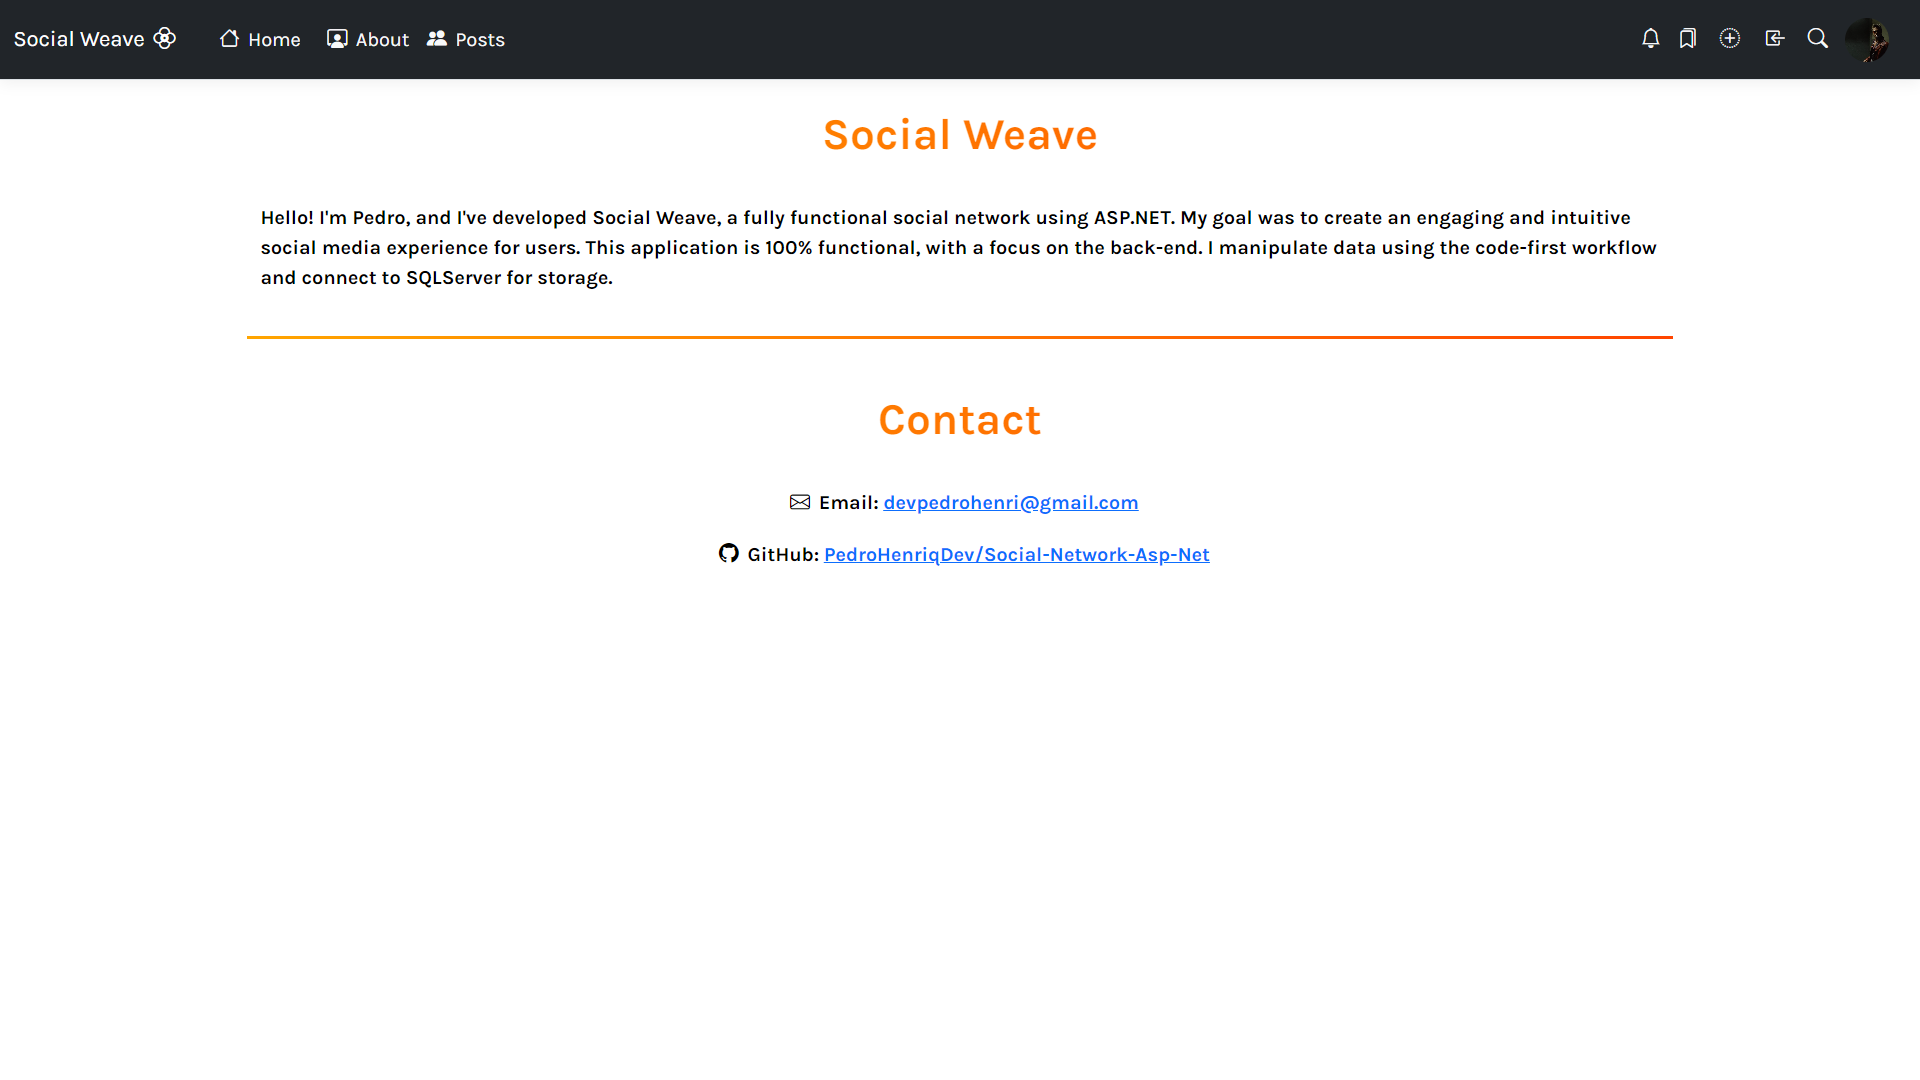 Social Weave
Home
About
Posts
Social Weave
Hello! I'm Pedro, and I've developed Social Weave, a fully functional social network using ASP.NET. My goal was to create an engaging and intuitive
social media experience for users. This application is 100% functional, with a focus on the back-end. I manipulate data using the code-first workflow
and connect to SQLServer for storage.
Contact
Email: devpedrohenri@gmail.com
GitHub: PedroHenriqDev/Social-Network-Asp-Net